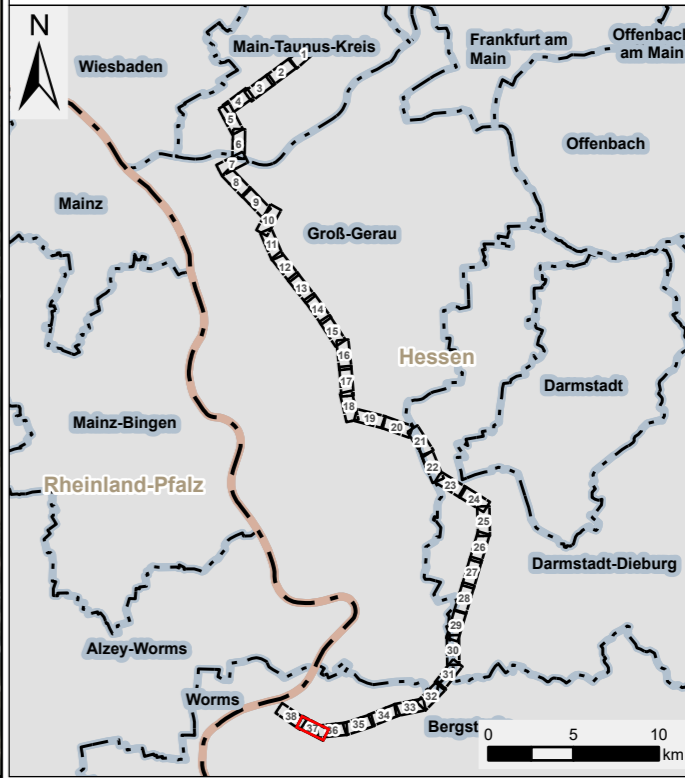 N
Main-Taunus-Kreis
Frankfurt am
Main
Offenbach
am Main
Wiesbaden
1
2
3
4
5
6
7
8
9
10
11
12
13
14
15
16
17
18
19
20
21
22
23
24
25
26
27
28
29
30
31
32
33
34
35
36
37
38
Offenbach
Mainz
Groß-Gerau
Hessen
Darmstadt
Mainz-Bingen
Rheinland-Pfalz
Darmstadt-Dieburg
Alzey-Worms
Worms
Bergst
0 5 10
km